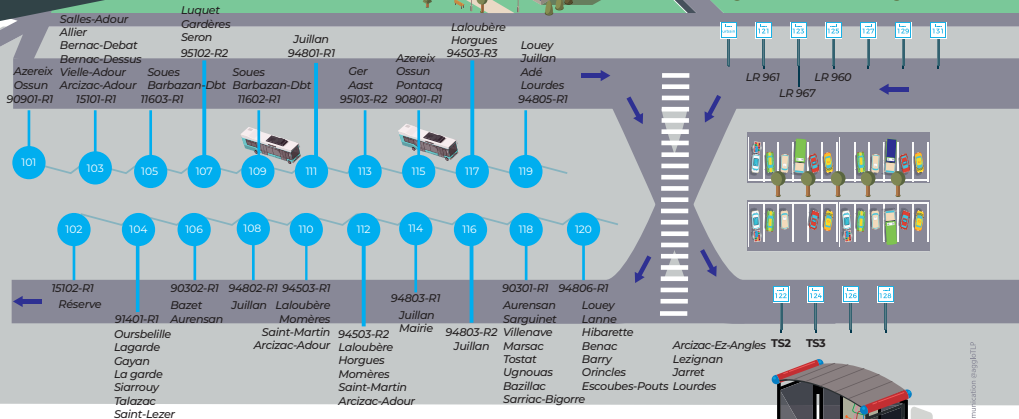 Salles-Adour
Allier
Bernac-Debat
Bernac-Dessus
Vielle-Adour
Arcizac-Adour
15101-R1
Azereix
Ossun
90901-R1
Soues
Barbazan-Dbt
11603-R1
Luquet
Gardères
Seron
95102-R2
Soues
Barbazan-Dbt
11602-R1
Juillan
94801-R1
Ger
Aast
95103-R2
Azereix
Ossun
Pontacq
90801-R1
Laloubère
Horgues
94503-R3
Louey
Juillan
Adé
Lourdes
94805-R1
121 123 125 127 129 131
LR 961 LR 960
LR 967
101 103 105 107 109 111 113 115 117 119
102 104 106 108 110 112 114 116 118 120
15102-R1
Réserve
91401-R1
Oursbelille
Lagarde
Gayan
La garde
Siarrouy
Talazac
Saint-Lezer
90302-R1
Bazet
Aurensan
94802-R1
Juillan
94503-R1
Laloubère
Momères
Saint-Martin
Arcizac-Adour
94503-R2
Laloubère
Horgues
Momères
Saint-Martin
Arcizac-Adour
94803-R1
Juillan
Mairie
94803-R2
Juillan
90301-R1
Aurensan
Sarguinet
Villenave
Marsac
Tostat
Ugnouas
Bazillac
Sarriac-Bigorre
94806-R1
Louey
Lanne
Hibarette
Benac
Barry
Orincles
Escoubes-Pouts
Arcizac-Ez-Angles
Lezignan
Jarret
Lourdes
122 124 126 128
TS2 TS3
munication @aggloTLP